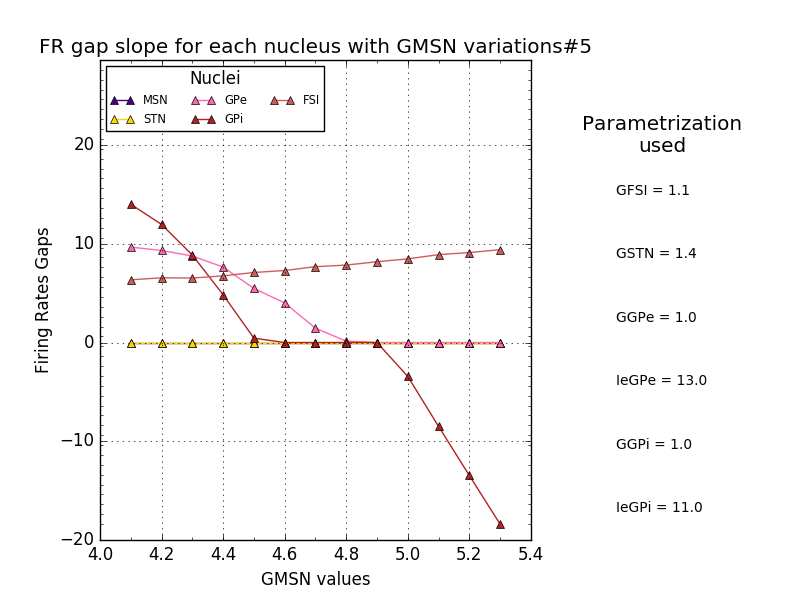 FR gap slope for each nucleus with GMSN variations#5
Nuclei
MSN GPe FSI
STN GPi
Firing Rates Gaps
20
10
0
−10
−20
4.0 4.2 4.4 4.6 4.8 5.0 5.2 5.4
GMSN values
Parametrization
used
GFSI = 1.1
GSTN = 1.4
GGPe = 1.0
IeGPe = 13.0
GGPi = 1.0
IeGPi = 11.0